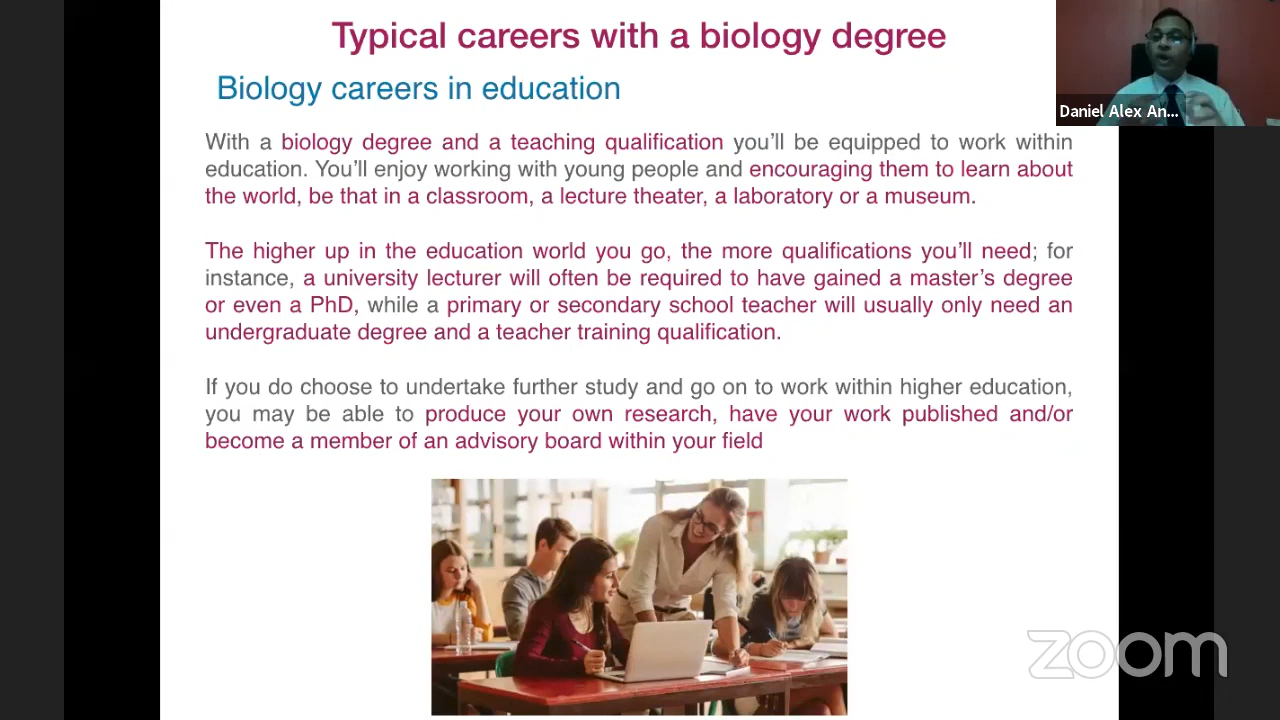 Typical careers with a biology degree
Biology careers in education
Daniel Alex An...
With a biology degree and a teaching qualification you'll be equipped to work within
education. You'll enjoy working with young people and encouraging them to learn about
the world, be that in a classroom, a lecture theater, a laboratory or a museum.
The higher up in the education world you go, the more qualifications you'll need; for
instance, a university lecturer will often be required to have gained a master's degree
or even a PhD, while a primary or secondary school teacher will usually only need an
undergraduate degree and a teacher training qualification.
If you do choose to undertake further study and go on to work within higher education,
you may be able to produce your own research, have your work published and/or
become a member of an advisory board within your field
zoom